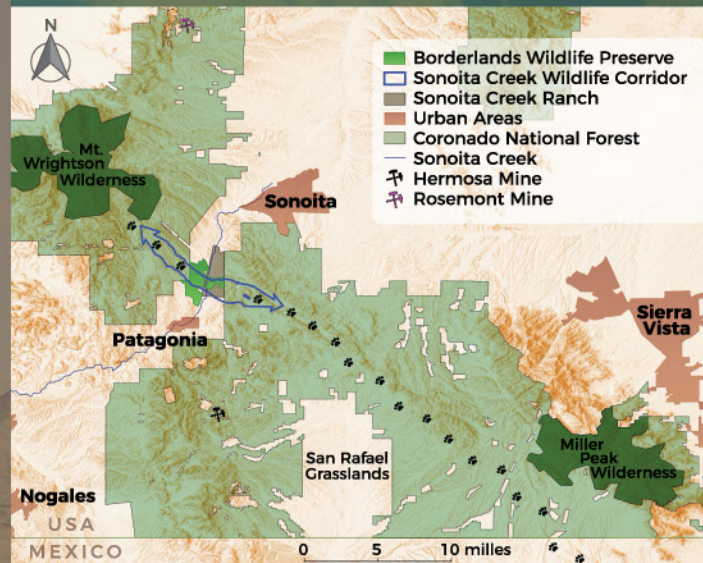 N
Borderlands Wildlife Preserve
Sonoita Creek Wildlife Corridor
Sonoita Creek Ranch
Urban Areas
Coronado National Forest
Sonoita Creek
Hermosa Mine
Rosemont Mine
Mt.
Wrightson
Wilderness
Sonoita
Patagonia
Sierra
Vista
San Rafael
Grasslands
Miller
Peak
Wilderness
Nogales
USA
MEXICO
0 5 10 milles